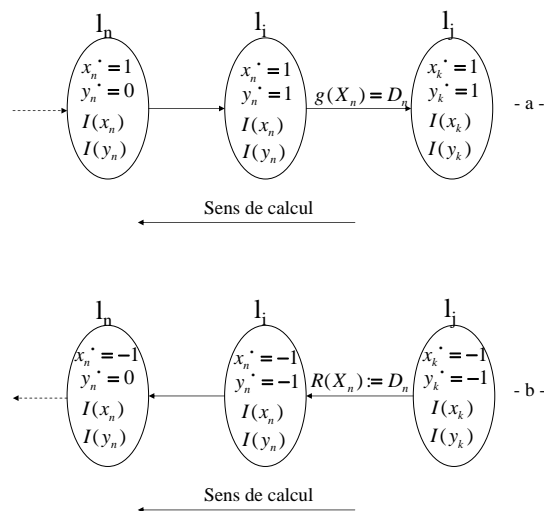 l_n l_i l_j
x_n˙ = 1 x_n˙ = 1 x_k˙ = 1
y_n˙ = 0 y_n˙ = 1 g(X_n) = D_n y_k˙ = 1 - a -
I(x_n) I(x_n) I(x_k)
I(y_n) I(y_n) I(y_k)
Sens de calcul
l_n l_i l_j
x_n˙ = −1 x_n˙ = −1 x_k˙ = −1
y_n˙ = 0 y_n˙ = −1 R(X_n) := D_n y_k˙ = −1 - b -
I(x_n) I(x_n) I(x_k)
I(y_n) I(y_n) I(y_k)
Sens de calcul